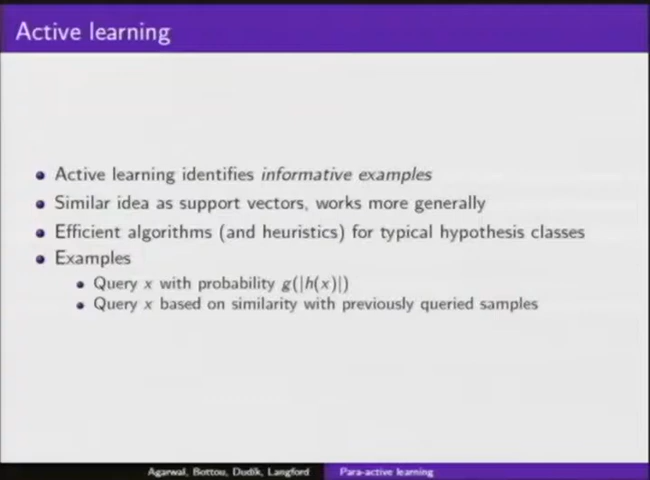 Active learning
Active learning identifies informative examples
Similar idea as support vectors, works more generally
Efficient algorithms (and heuristics) for typical hypothesis classes
Examples
Query x with probability g(|h(x)|)
Query x based on similarity with previously queried samples
Agarwal, Bottou, Dudík, Langford
Para-active learning